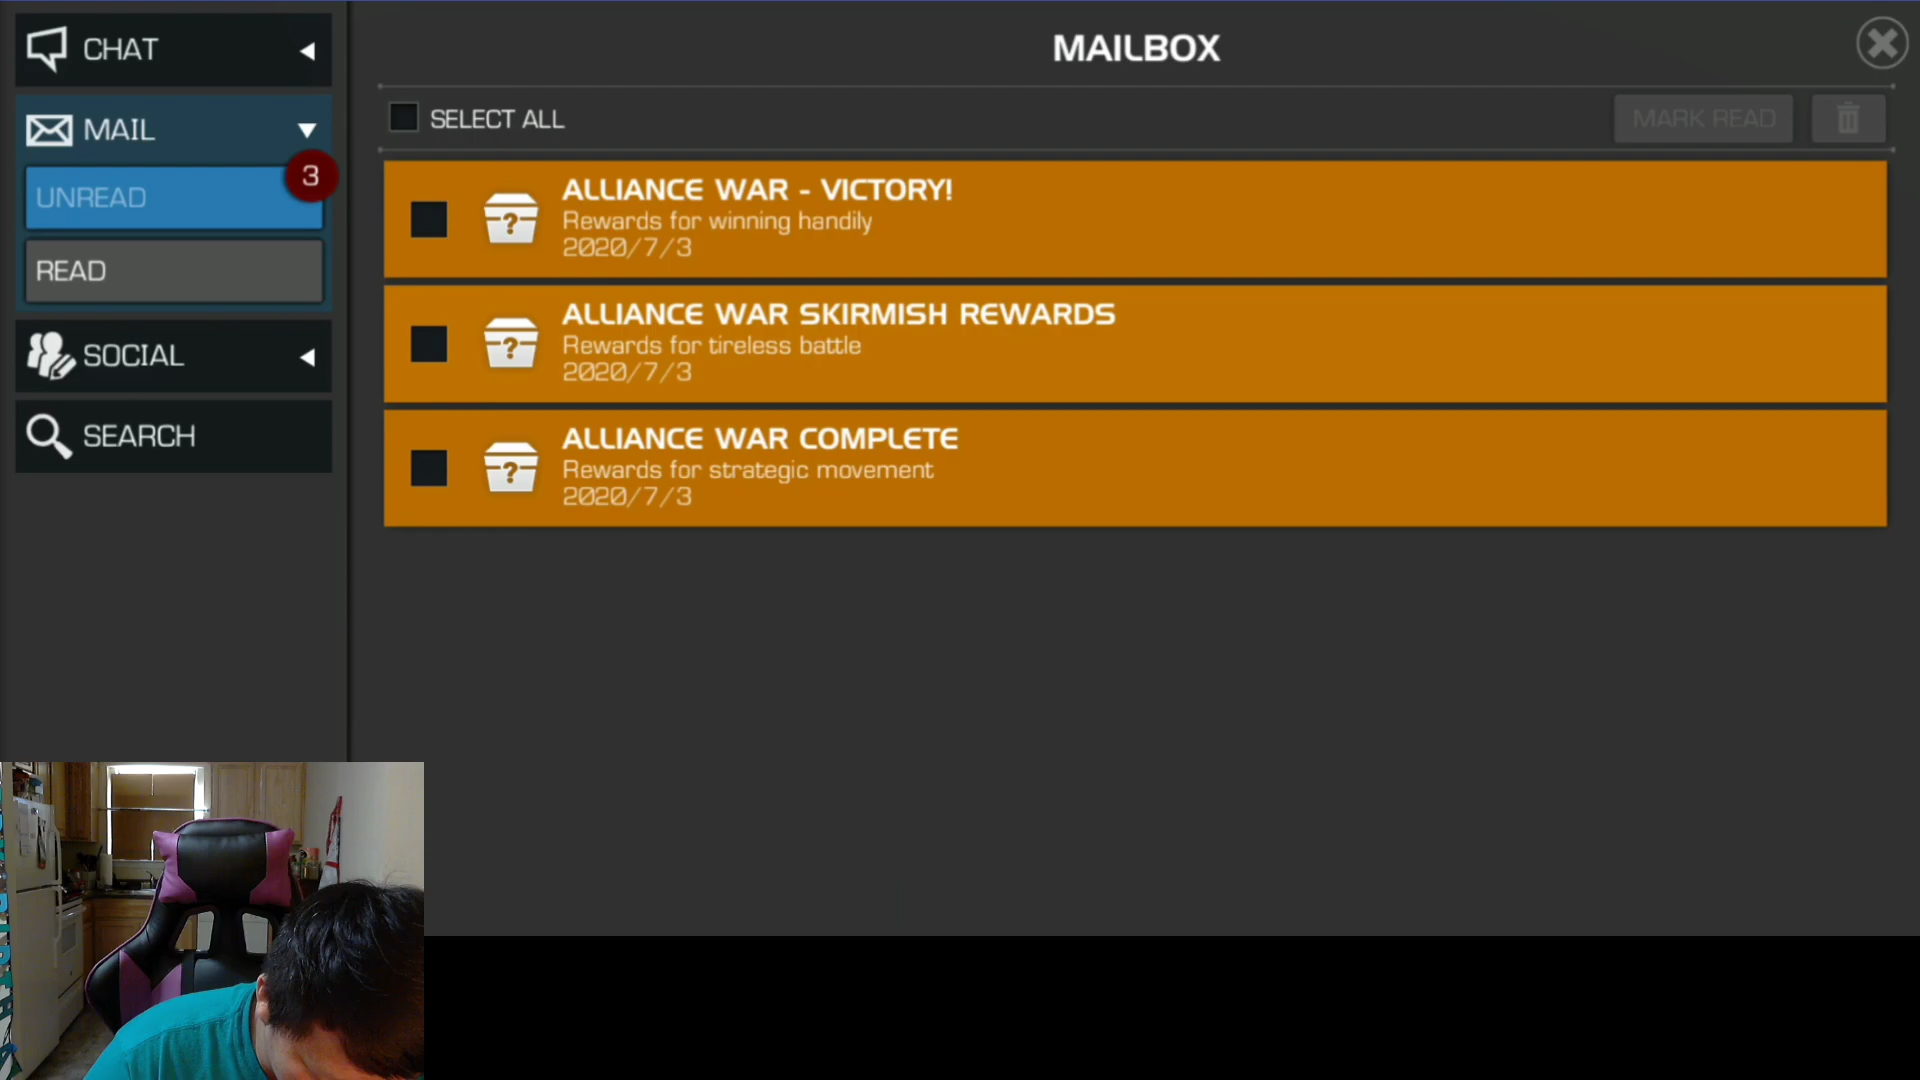 CHAT
MAIL
3
UNREAD
READ
SOCIAL
SEARCH
MAILBOX
SELECT ALL
MARK READ
ALLIANCE WAR - VICTORY!
Rewards for winning handily
2020/7/3
ALLIANCE WAR SKIRMISH REWARDS
Rewards for tireless battle
2020/7/3
ALLIANCE WAR COMPLETE
Rewards for strategic movement
2020/7/3